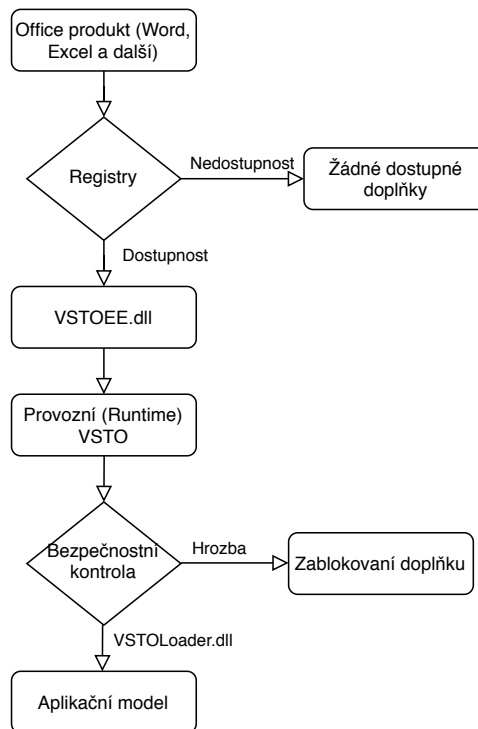 Office produkt (Word,
Excel a další)
Registry
Nedostupnost
Žádné dostupné
doplňky
Dostupnost
VSTOEE.dll
Provozní (Runtime)
VSTO
Bezpečnostní
kontrola
Hrozba
Zablokovaní doplňku
VSTOLoader.dll
Aplikační model